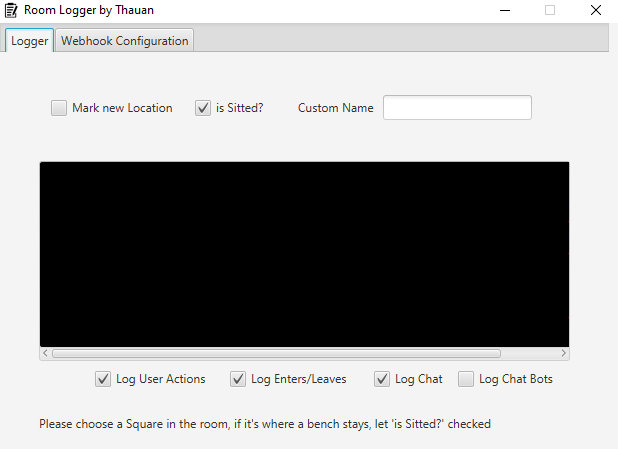 Room Logger by Thauan
Logger Webhook Configuration
Mark new Location is Sitted? Custom Name
Log User Actions Log Enters/Leaves Log Chat Log Chat Bots
Please choose a Square in the room, if it's where a bench stays, let 'is Sitted?' checked